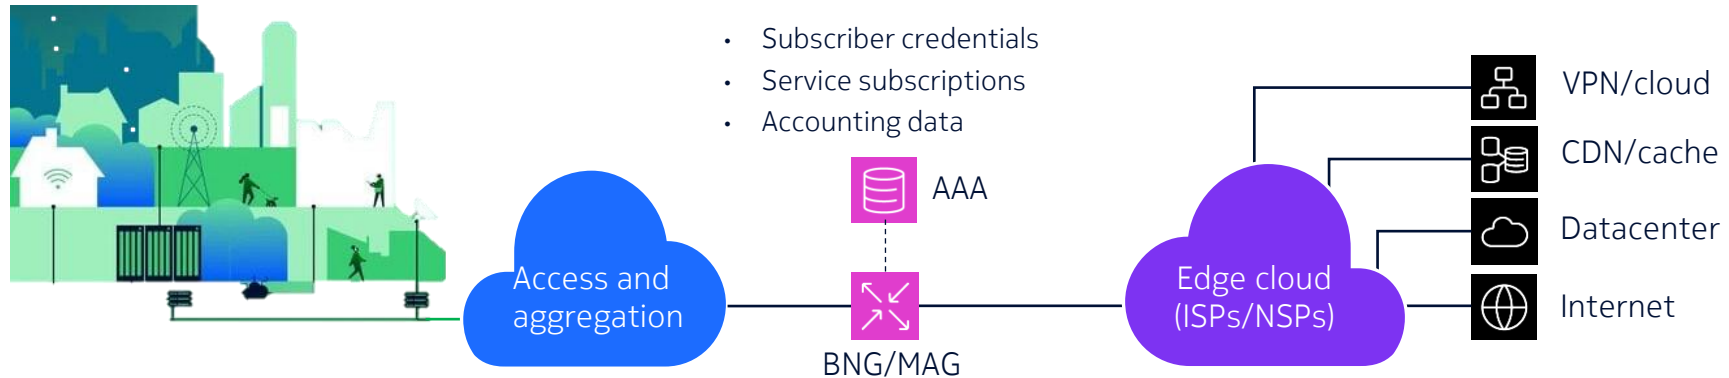 • Subscriber credentials
• Service subscriptions
• Accounting data
AAA
Access and
aggregation
BNG/MAG
Edge cloud
(ISPs/NSPs)
VPN/cloud
CDN/cache
Datacenter
Internet